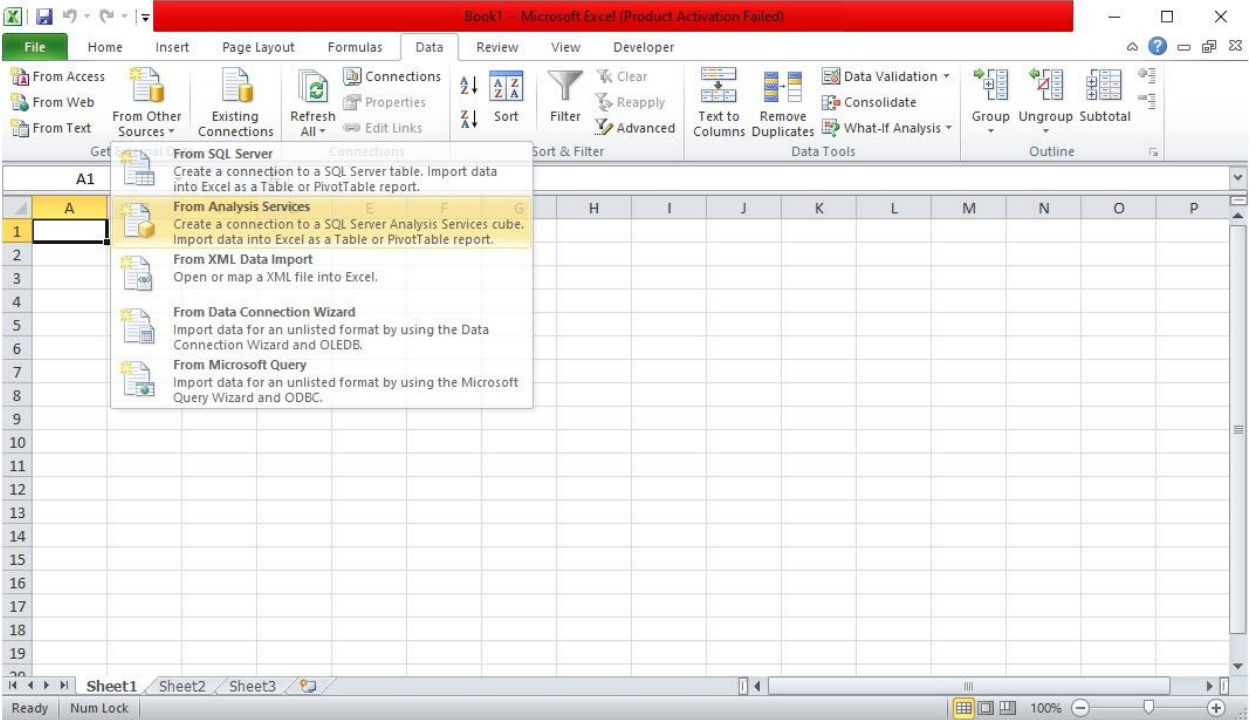 Book1 - Microsoft Excel (Product Activation Failed)
File Home Insert Page Layout Formulas Data Review View Developer
From Access
From Web
From Text
From Other
Sources
Existing
Connections
Refresh
All
Connections
Properties
Edit Links
Sort
Filter
Clear
Reapply
Advanced
Text to
Columns
Remove
Duplicates
Data Validation
Consolidate
What-If Analysis
Group
Ungroup
Subtotal
Get External Connections Sort & Filter Data Tools Outline
A1
From SQL Server
Create a connection to a SQL Server table. Import data
into Excel as a Table or PivotTable report.
From Analysis Services
Create a connection to a SQL Server Analysis Services cube.
Import data into Excel as a Table or PivotTable report.
From XML Data Import
Open or map a XML file into Excel.
From Data Connection Wizard
Import data for an unlisted format by using the Data
Connection Wizard and OLEDB.
From Microsoft Query
Import data for an unlisted format by using the Microsoft
Query Wizard and ODBC.
A E F G H I J K L M N O P
1
2
3
4
5
6
7
8
9
10
11
12
13
14
15
16
17
18
19
20
Sheet1 Sheet2 Sheet3
Ready Num Lock 100%